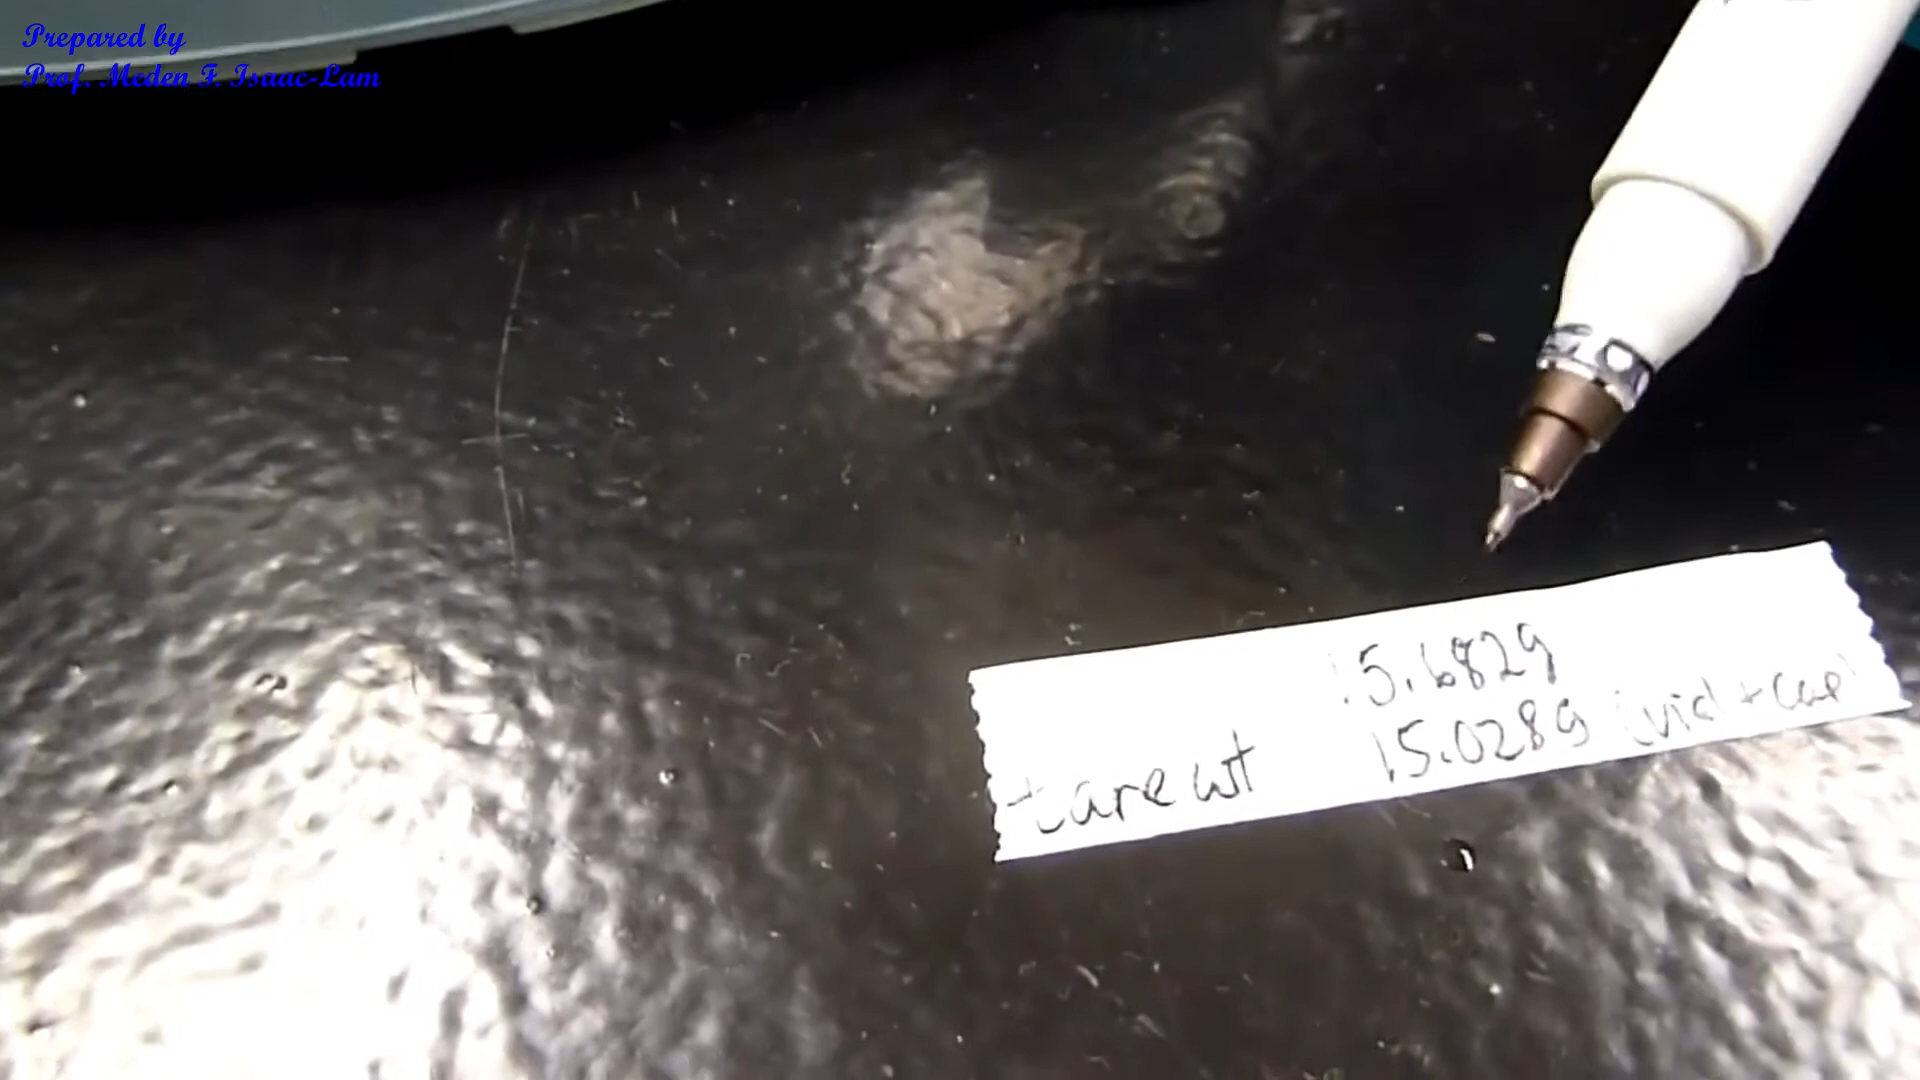 Prepared by
Prof. Meden F. Isaac-Lam
15.682g
tare wt 15.028g (vial + cap)